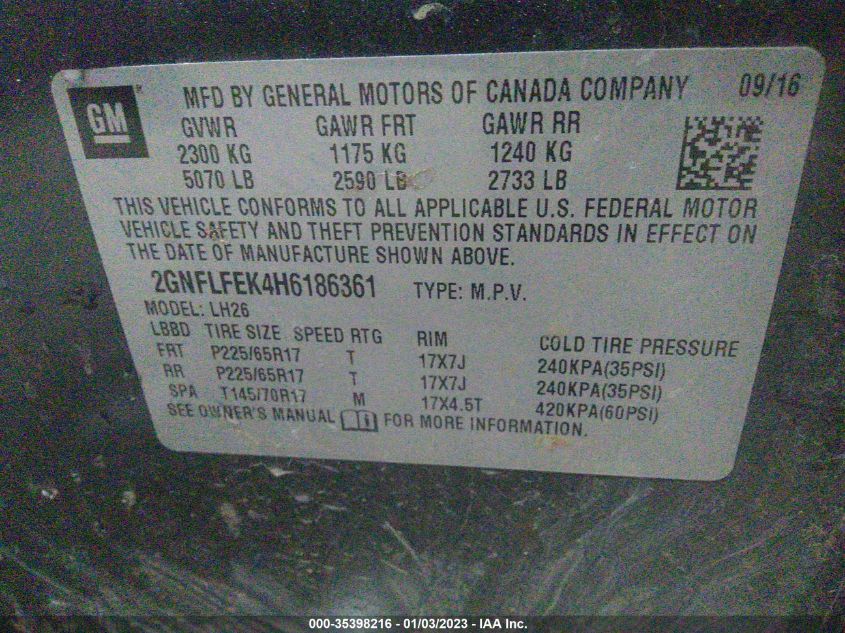 GM MFD BY GENERAL MOTORS OF CANADA COMPANY 09/16
GVWR GAWR FRT GAWR RR
2300 KG 1175 KG 1240 KG
5070 LB 2590 LB 2733 LB
THIS VEHICLE CONFORMS TO ALL APPLICABLE U.S. FEDERAL MOTOR
VEHICLE SAFETY AND THEFT PREVENTION STANDARDS IN EFFECT ON
THE DATE OF MANUFACTURE SHOWN ABOVE.
2GNFLFEK4H6186361 TYPE: M.P.V.
MODEL: LH26
LBBD TIRE SIZE SPEED RTG RIM COLD TIRE PRESSURE
FRT P225/65R17 T 17X7J 240KPA(35PSI)
RR P225/65R17 T 17X7J 240KPA(35PSI)
SPA T145/70R17 M 17X4.5T 420KPA(60PSI)
SEE OWNER'S MANUAL FOR MORE INFORMATION.
000-35398216 - 01/03/2023 - IAA Inc.